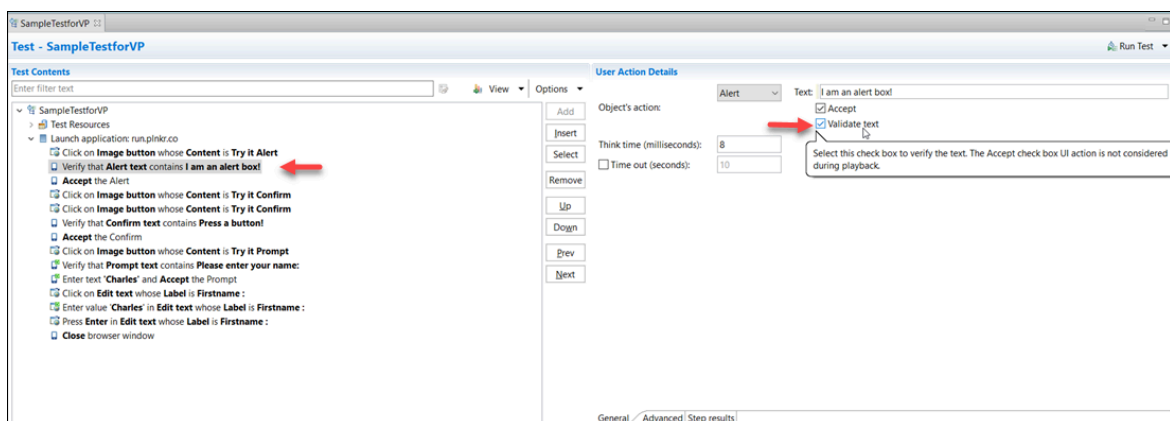 SampleTestforVP
Test - SampleTestforVP
Run Test
Test Contents
Enter filter text
View
Options
SampleTestforVP
Test Resources
Launch application: run.plnkr.co
Click on Image button whose Content is Try it Alert
Verify that Alert text contains I am an alert box!
Accept the Alert
Click on Image button whose Content is Try it Confirm
Click on Image button whose Content is Try it Confirm
Verify that Confirm text contains Press a button!
Accept the Confirm
Click on Image button whose Content is Try it Prompt
Verify that Prompt text contains Please enter your name:
Enter text 'Charles' and Accept the Prompt
Click on Edit text whose Label is Firstname :
Enter value 'Charles' in Edit text whose Label is Firstname :
Press Enter in Edit text whose Label is Firstname :
Close browser window
Add
Insert
Select
Remove
Up
Down
Prev
Next
User Action Details
Alert
Text: I am an alert box!
Object's action:
Accept
Validate text
Think time (milliseconds): 8
Time out (seconds): 10
Select this check box to verify the text. The Accept check box UI action is not considered
during playback.
General Advanced Step results